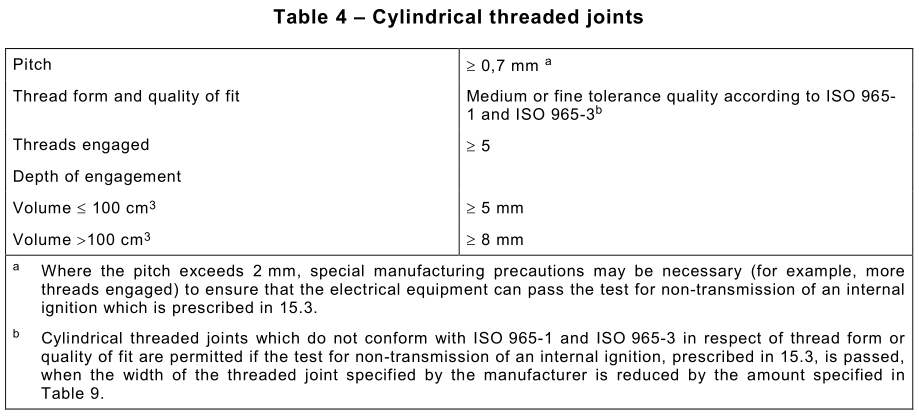 Table 4 – Cylindrical threaded joints
Pitch
≥ 0,7 mm ᵃ
Thread form and quality of fit
Medium or fine tolerance quality according to ISO 965-
1 and ISO 965-3ᵇ
Threads engaged
≥ 5
Depth of engagement
Volume ≤ 100 cm³
≥ 5 mm
Volume >100 cm³
≥ 8 mm
ᵃ Where the pitch exceeds 2 mm, special manufacturing precautions may be necessary (for example, more
threads engaged) to ensure that the electrical equipment can pass the test for non-transmission of an internal
ignition which is prescribed in 15.3.
ᵇ Cylindrical threaded joints which do not conform with ISO 965-1 and ISO 965-3 in respect of thread form or
quality of fit are permitted if the test for non-transmission of an internal ignition, prescribed in 15.3, is passed,
when the width of the threaded joint specified by the manufacturer is reduced by the amount specified in
Table 9.